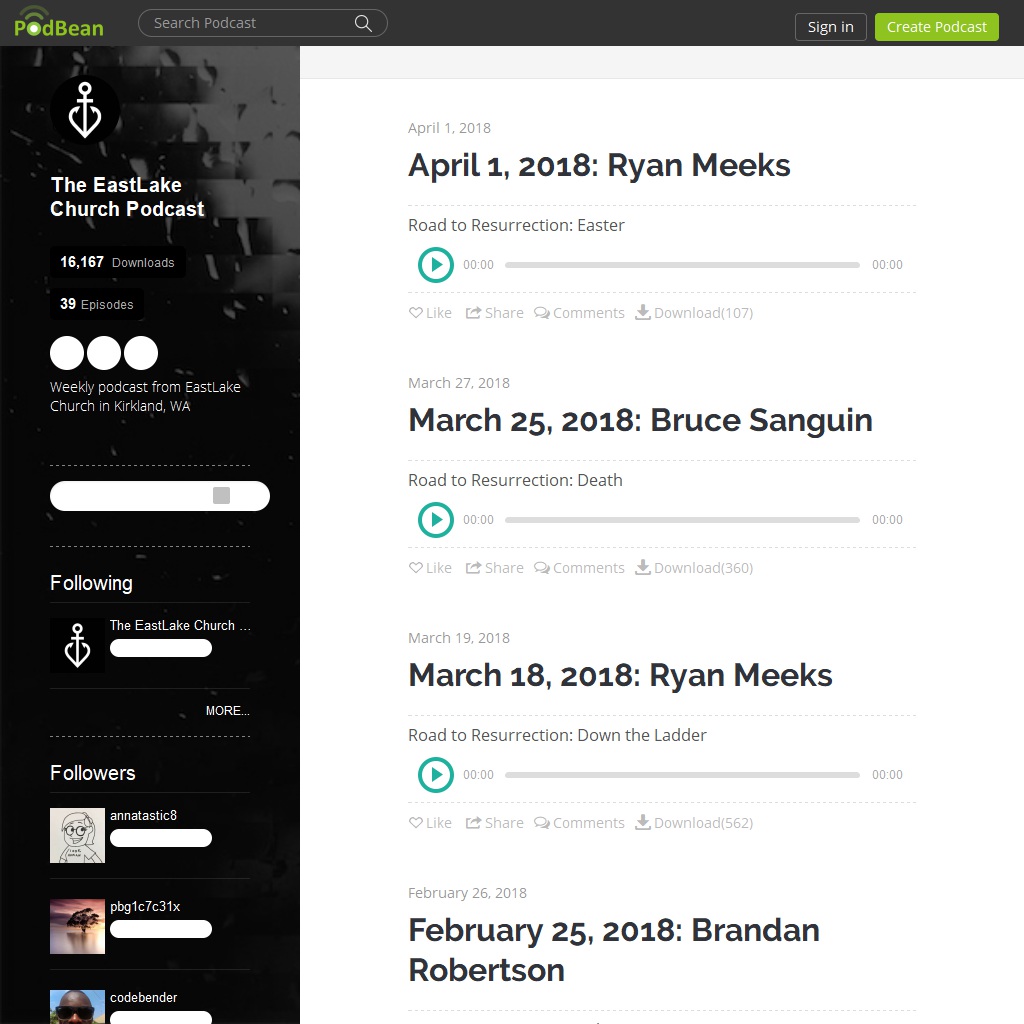 PodBean
Search Podcast
Sign in
Create Podcast
The EastLake
Church Podcast
16,167 Downloads
39 Episodes
Weekly podcast from EastLake
Church in Kirkland, WA
Following
The EastLake Church ...
MORE...
Followers
annatastic8
pbg1c7c31x
codebender
April 1, 2018
April 1, 2018: Ryan Meeks
Road to Resurrection: Easter
00:00 00:00
Like Share Comments Download(107)
March 27, 2018
March 25, 2018: Bruce Sanguin
Road to Resurrection: Death
00:00 00:00
Like Share Comments Download(360)
March 19, 2018
March 18, 2018: Ryan Meeks
Road to Resurrection: Down the Ladder
00:00 00:00
Like Share Comments Download(562)
February 26, 2018
February 25, 2018: Brandan
Robertson